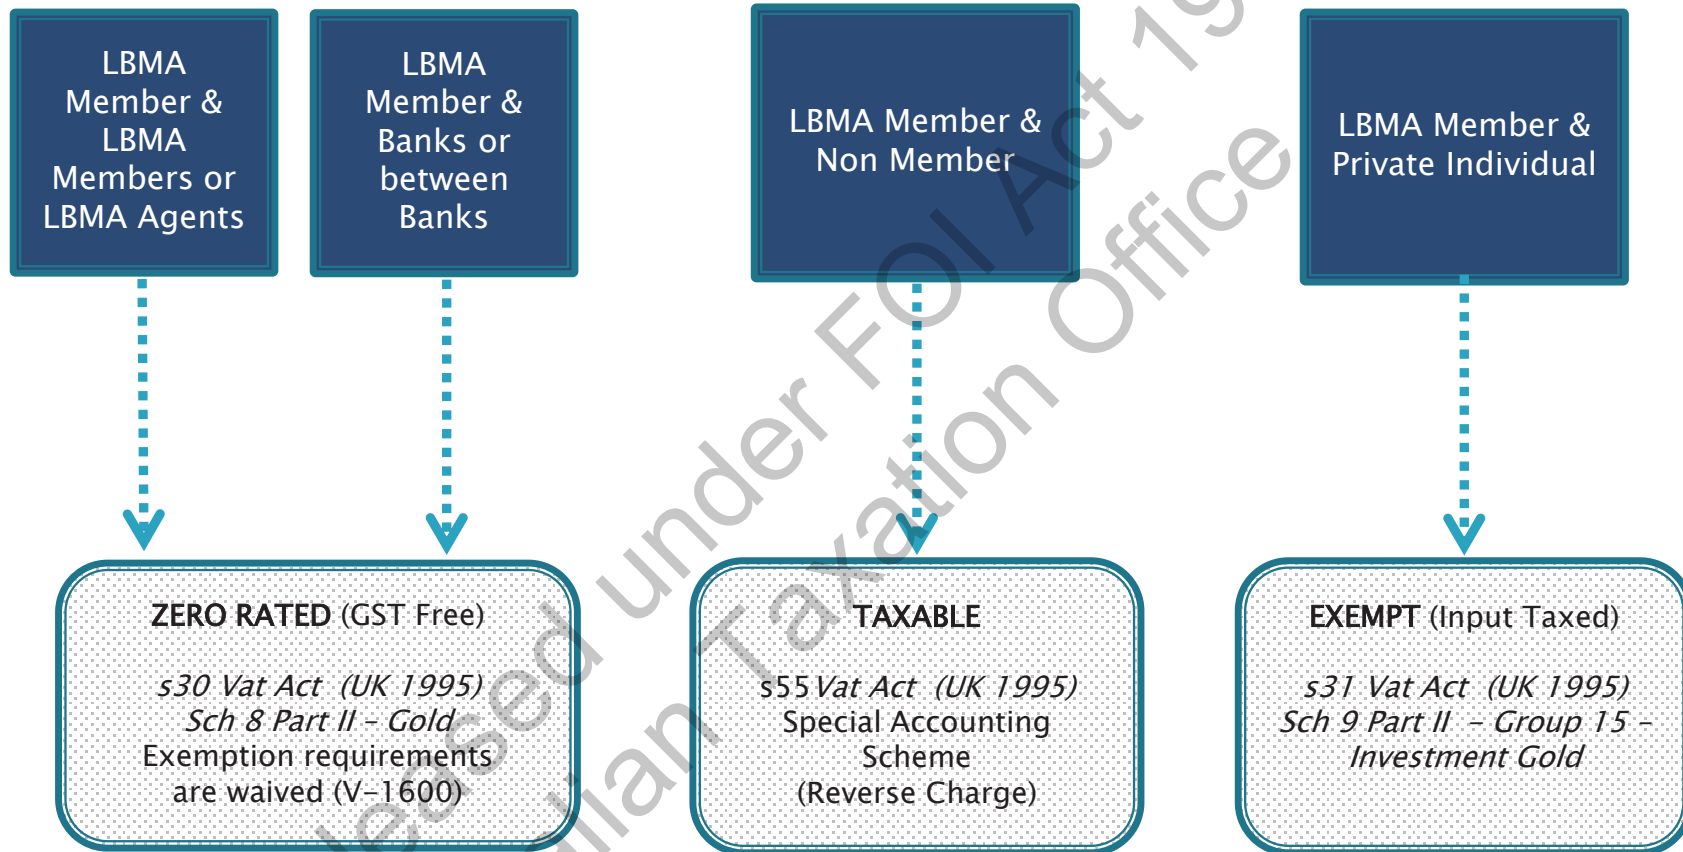 LBMA
Member &
LBMA
Members or
LBMA Agents
LBMA
Member &
Banks or
between
Banks
LBMA Member &
Non Member
LBMA Member &
Private Individual
ZERO RATED (GST Free)
s30 Vat Act (UK 1995)
Sch 8 Part II – Gold
Exemption requirements
are waived (V-1600)
TAXABLE
s55 Vat Act (UK 1995)
Special Accounting
Scheme
(Reverse Charge)
EXEMPT (Input Taxed)
s31 Vat Act (UK 1995)
Sch 9 Part II – Group 15 –
Investment Gold
under FOI Act
Taxation Office